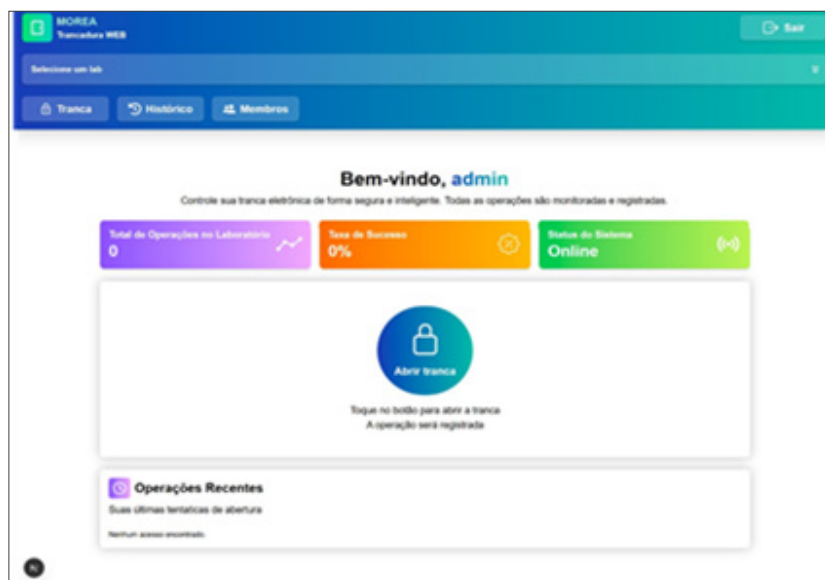 MOREA
Trancadura WEB
Sair
Selecione um lab
Tranca
Histórico
Membros
Bem-vindo, admin
Controle sua tranca eletrônica de forma segura e inteligente. Todas as operações são monitoradas e registradas.
Total de Operações no Laboratório
0
Taxa de Sucesso
0%
Status do Sistema
Online
Abrir tranca
Toque no botão para abrir a tranca
A operação será registrada
Operações Recentes
Suas últimas tentaticas de abertura
Nenhum acesso encontrado.